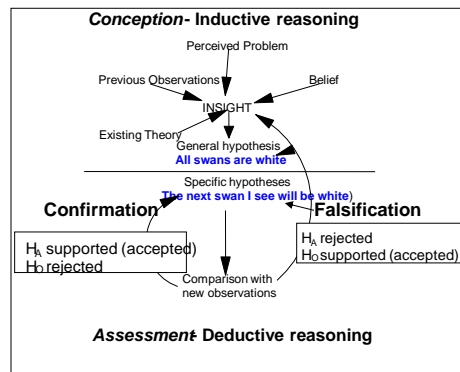 Conception- Inductive reasoning
Perceived Problem
Previous Observations
Belief
INSIGHT
Existing Theory
General hypothesis
All swans are white
Specific hypotheses
The next swan I see will be white)
Confirmation
Falsification
HA supported (accepted)
HO rejected
HA rejected
HO supported (accepted)
Comparison with
new observations
Assessment- Deductive reasoning